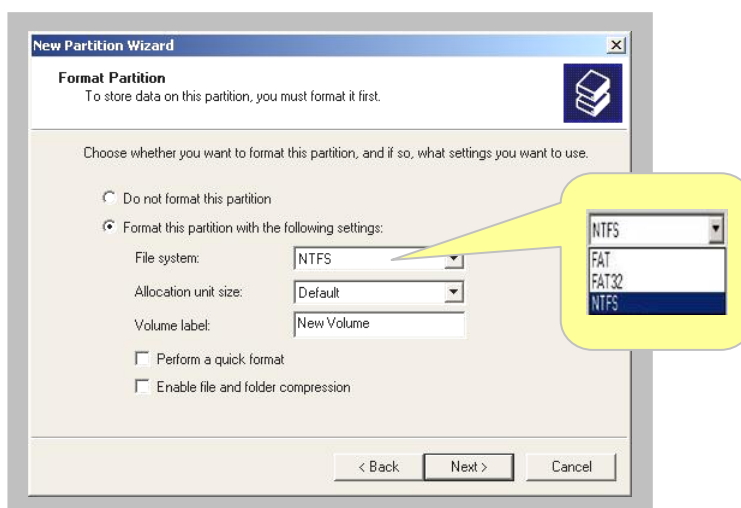 New Partition Wizard
Format Partition
To store data on this partition, you must format it first.
Choose whether you want to format this partition, and if so, what settings you want to use.
Do not format this partition
Format this partition with the following settings:
File system: NTFS
Allocation unit size: Default
Volume label: New Volume
Perform a quick format
Enable file and folder compression
< Back Next > Cancel
NTFS
FAT
FAT32
NTFS